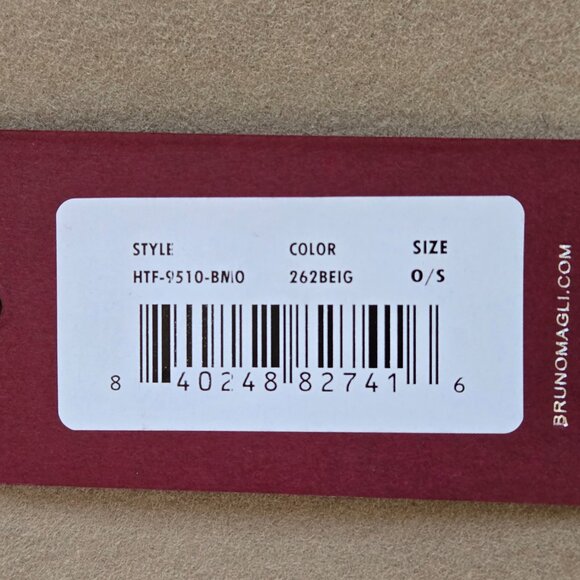 STYLE COLOR SIZE
HTF-9510-BMO 262BEIG O/S
8 40248 82741 6
BRUNOMAGLI.COM